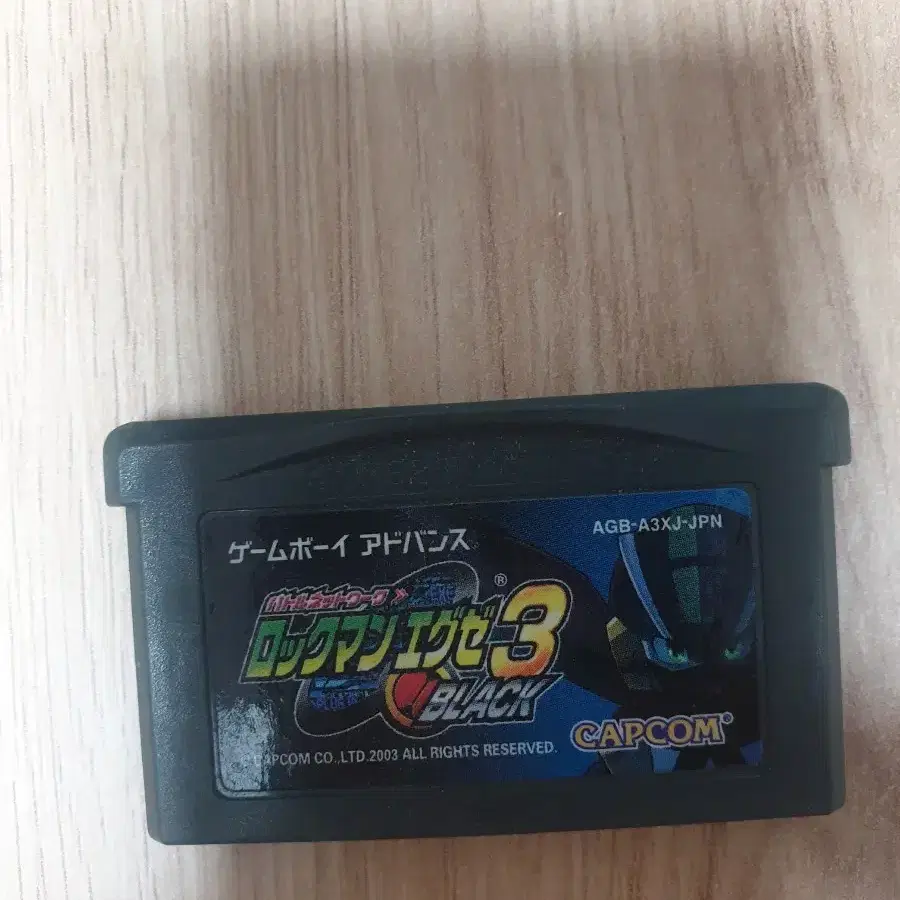 AGB-A3XJ-JPN
ゲームボーイ アドバンス
バトルネットワーク
ロックマン エグゼ3®
BLACK
CAPCOM®
CAPCOM CO.,LTD.2003 ALL RIGHTS RESERVED.